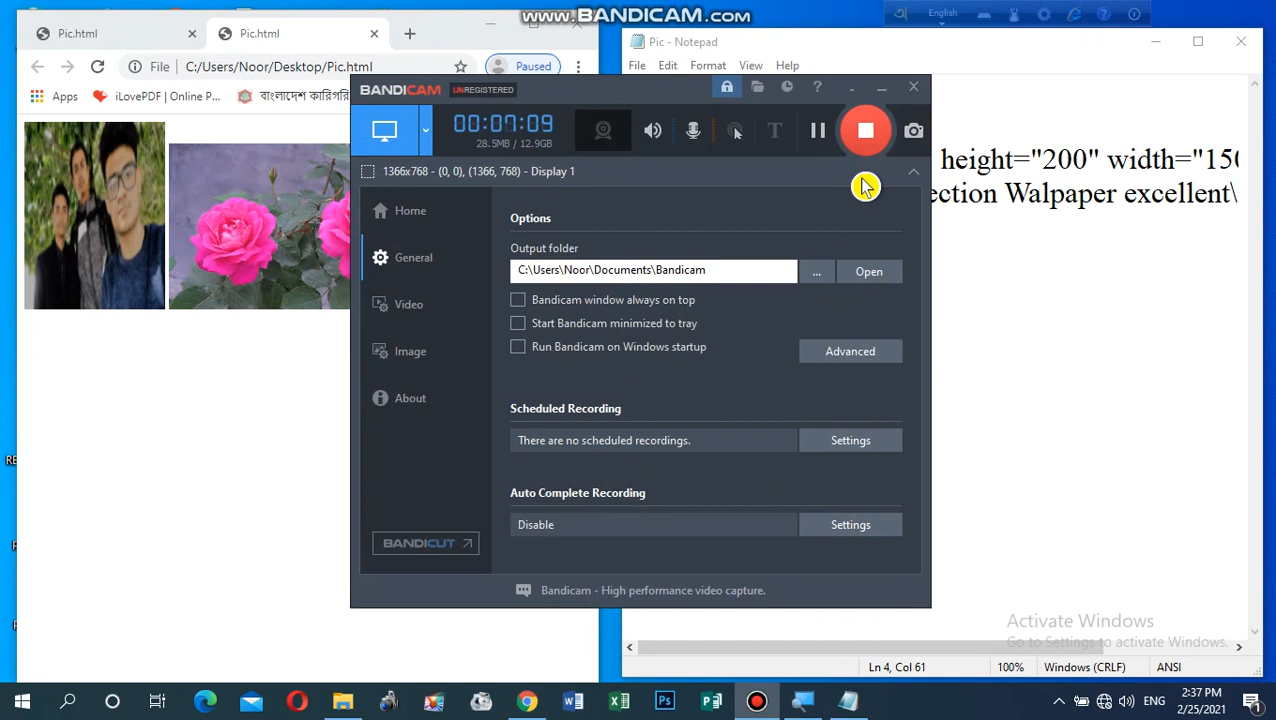 www.BANDICAM.com
English
Pic.html
Pic.html
Pic - Notepad
File C:/Users/Noor/Desktop/Pic.html
Paused
File Edit Format View Help
Apps iLovePDF | Online P... বাংলাদেশ কারিগরি
BANDICAM UNREGISTERED
00:07:09
28.5MB / 12.9GB
1366x768 - (0, 0), (1366, 768) - Display 1
height="200" width="150
ection Walpaper excellent\
Home
General
Video
Image
About
BANDICUT
Options
Output folder
C:\Users\Noor\Documents\Bandicam ... Open
Bandicam window always on top
Start Bandicam minimized to tray
Run Bandicam on Windows startup
Advanced
Scheduled Recording
There are no scheduled recordings. Settings
Auto Complete Recording
Disable Settings
Bandicam - High performance video capture.
Activate Windows
Go to Settings to activate Windows.
Ln 4, Col 61 100% Windows (CRLF) ANSI
ENG
2:37 PM
2/25/2021